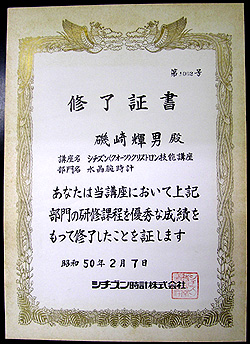 第5062号
修了証書
磯崎輝男 殿
講座名 シチズン(クオーツ)クリストロン技能講座
部門名 水晶腕時計
あなたは当講座において上記
部門の研修課程を優秀な成績を
もって修了したことを証します
昭和50年2月7日
シチズン時計株式会社